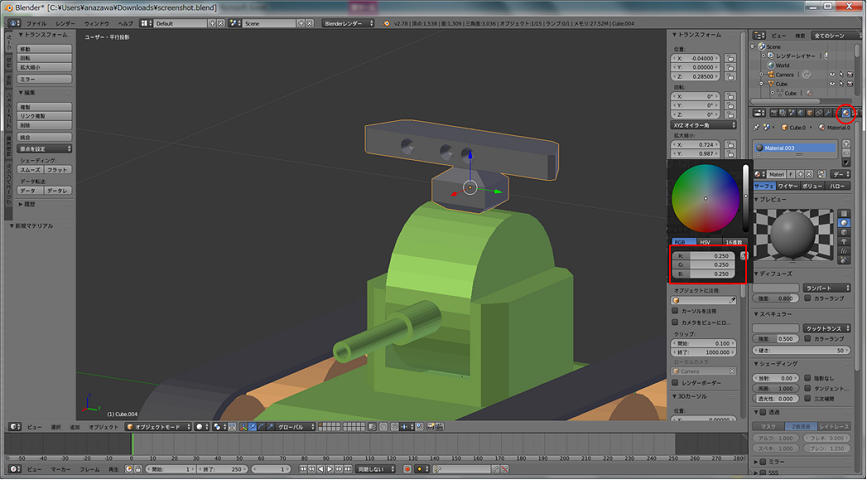 Blender* [C:\Users\anazawa\Downloads\screenshot.blend]
ファイル レンダー ウィンドウ ヘルプ Default Scene Blenderレンダー v2.78 | 頂点:1,538 | 面:1,509 | 三角面:3,036 | オブジェクト:1/15 | ランプ:0/1 | メモリ:27.52M | Cube.004
▼トランスフォーム
移動
回転
拡大縮小
ミラー
▼編集
複製
リンク複製
削除
統合
原点を設定
シェーディング:
スムーズ フラット
データ転送:
データ データレ
▶履歴
▼新規マテリアル
ユーザー・平行投影
(1) Cube.004
▼トランスフォーム
位置:
X: -0.04000
Y: 0.00000
Z: 0.28500
回転:
X: 0°
Y: 0°
Z: 0°
XYZ オイラー角
拡大縮小:
X: 0.724
Y: 0.987
RGB HSV 16進数
R: 0.250
G: 0.250
B: 0.250
オブジェクトに注視:
カーソルを注視
カメラをビューにロ
クリップ:
開始: 0.100
終了: 1000.000
ローカルカメラ
Camera
レンダーボーダー
▼3Dカーソル
位置:
ビュー 検索 全てのシーン
Scene
レンダーレイヤー
World
Camera
Cube
Cube
Cube.0 Material.0
Material.003
Materi F データ
サーフェ ワイヤー ボリュー ハロー
▼プレビュー
▼ディフューズ
ランバート
強度: 0.800 カラーランプ
▼スペキュラー
クックトランス
強度: 0.500 カラーランプ
硬さ: 50
▼シェーディング
放射: 0.00 陰影なし
周囲: 1.000 タンジェント
透光性: 0.000 三次補間
▼透過
マスク Z値透過 レイトレース
アルファ: 1.000 フレネ: 0.000
スペキュ: 1.000 ブレン: 1.250
▶ミラー
▶SSS
ビュー 選択 追加 オブジェクト オブジェクトモード グローバル
-50 -40 -30 -20 -10 0 10 20 30 40 50 60 70 80 90 100 110 120 130 140 150 160 170 180 190 200 210 220 230 240 250 260 270 280
ビュー マーカー フレーム 再生 開始: 1 終了: 250 1 同期しない